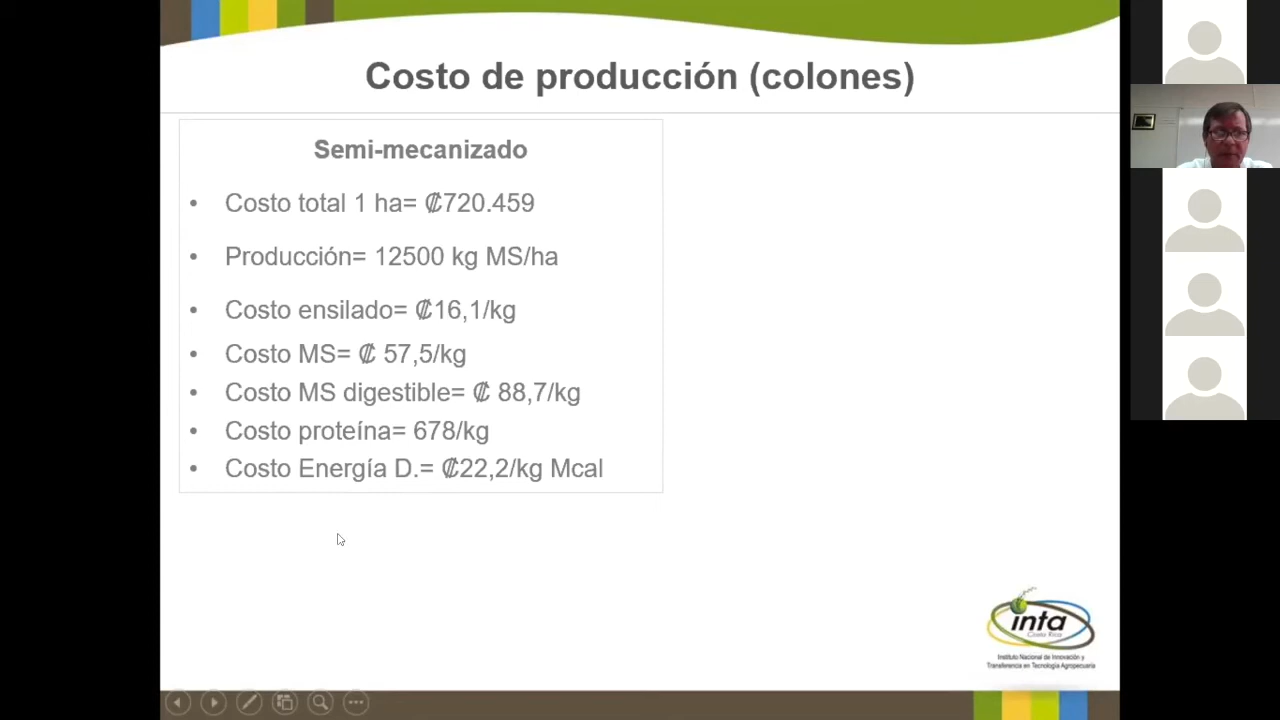 Costo de producción (colones)
Semi-mecanizado
• Costo total 1 ha= ₡720.459
• Producción= 12500 kg MS/ha
• Costo ensilado= ₡16,1/kg
• Costo MS= ₡ 57,5/kg
• Costo MS digestible= ₡ 88,7/kg
• Costo proteína= 678/kg
• Costo Energía D.= ₡22,2/kg Mcal
inta
Costa Rica
Instituto Nacional de Innovación y
Transferencia en Tecnología Agropecuaria